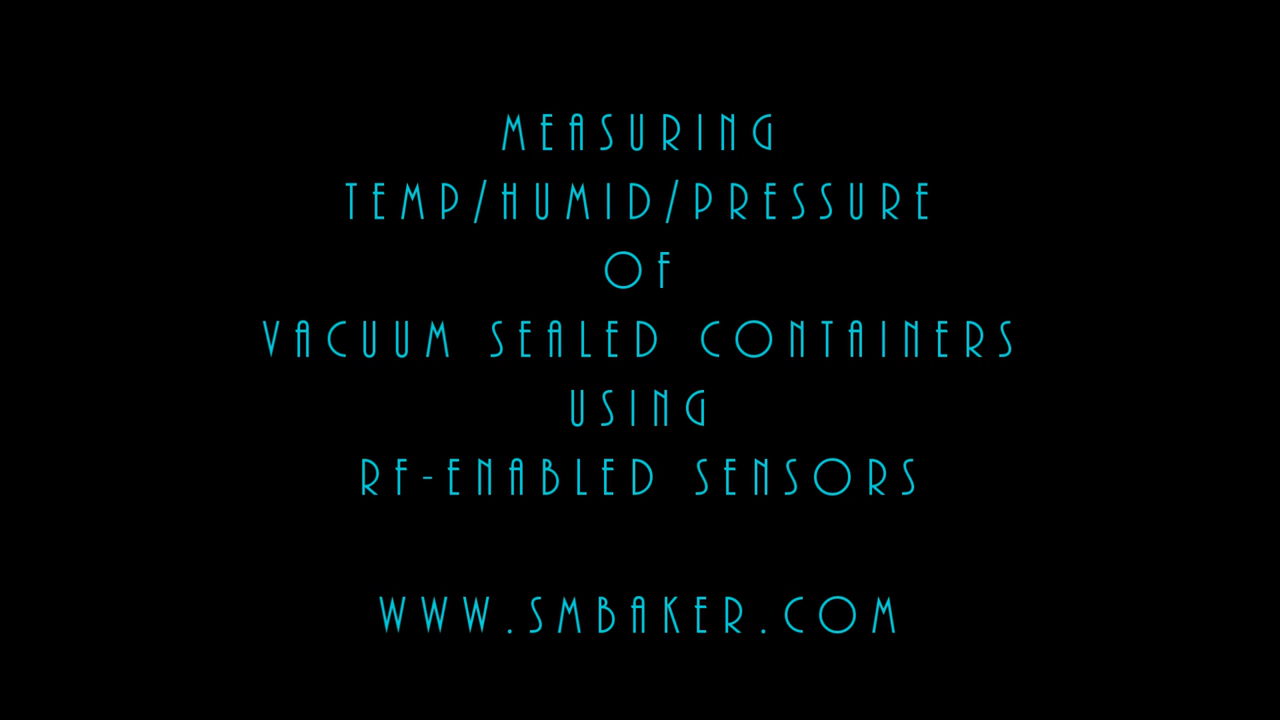 MEASURING
TEMP/HUMID/PRESSURE
OF
VACUUM SEALED CONTAINERS
USING
RF-ENABLED SENSORS
WWW.SMBAKER.COM